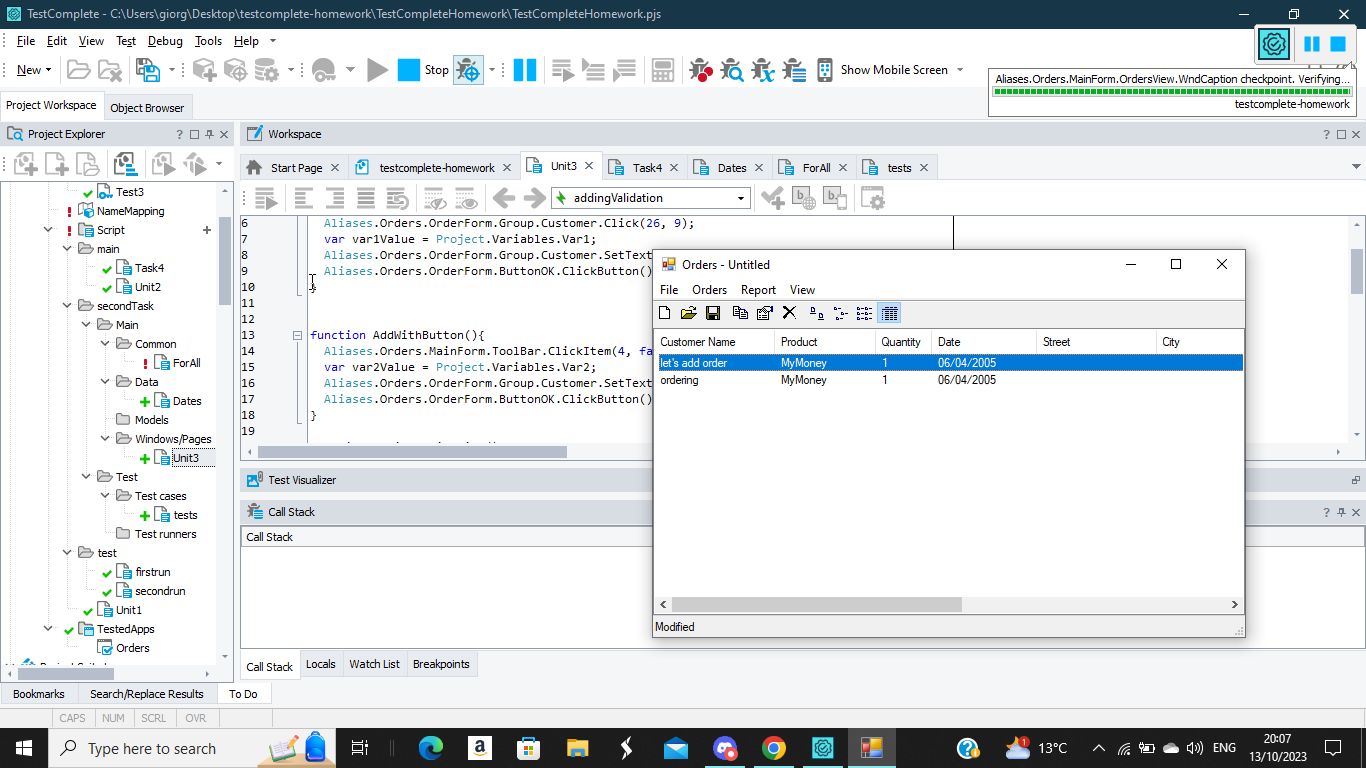 TestComplete - C:\Users\giorg\Desktop\testcomplete-homework\TestCompleteHomework\TestCompleteHomework.pjs
File Edit View Test Debug Tools Help
New Stop Show Mobile Screen
Aliases.Orders.MainForm.OrdersView.WndCaption checkpoint. Verifying...
testcomplete-homework
Project Workspace Object Browser
Project Explorer
Workspace
Start Page testcomplete-homework Unit3 Task4 Dates ForAll tests
addingValidation
Test3
NameMapping
Script
main
Task4
Unit2
secondTask
Main
Common
ForAll
Data
Dates
Models
Windows/Pages
Unit3
Test
Test cases
tests
Test runners
test
firstrun
secondrun
Unit1
TestedApps
Orders
6 Aliases.Orders.OrderForm.Group.Customer.Click(26, 9);
7 var var1Value = Project.Variables.Var1;
8 Aliases.Orders.OrderForm.Group.Customer.SetText
9 Aliases.Orders.OrderForm.ButtonOK.ClickButton()
10 }
11
12
13 function AddWithButton(){
14 Aliases.Orders.MainForm.ToolBar.ClickItem(4, fa
15 var var2Value = Project.Variables.Var2;
16 Aliases.Orders.OrderForm.Group.Customer.SetText
17 Aliases.Orders.OrderForm.ButtonOK.ClickButton()
18 }
19
Orders - Untitled
File Orders Report View
Customer Name Product Quantity Date Street City
let's add order MyMoney 1 06/04/2005
ordering MyMoney 1 06/04/2005
Modified
Test Visualizer
Call Stack
Call Stack
Call Stack Locals Watch List Breakpoints
Bookmarks Search/Replace Results To Do
CAPS NUM SCRL OVR
Type here to search
13°C
ENG
20:07
13/10/2023